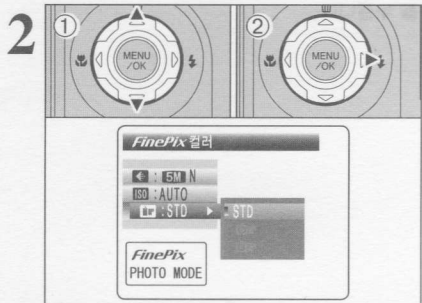 2
① ②
MENU
/OK
MENU
/OK
FinePix 컬러
: 5M N
ISO : AUTO
: STD
STD
FinePix
PHOTO MODE